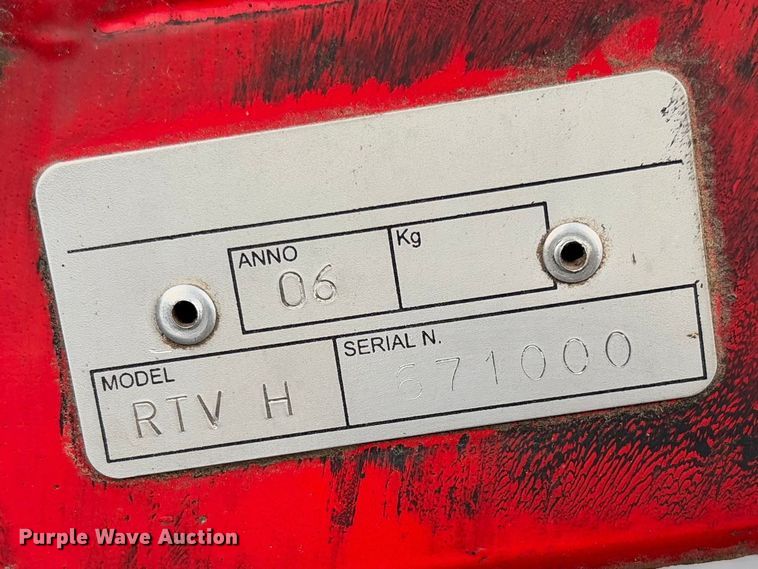 ANNO
06
Kg
MODEL
RTV H
SERIAL N.
671000
Purple Wave Auction®